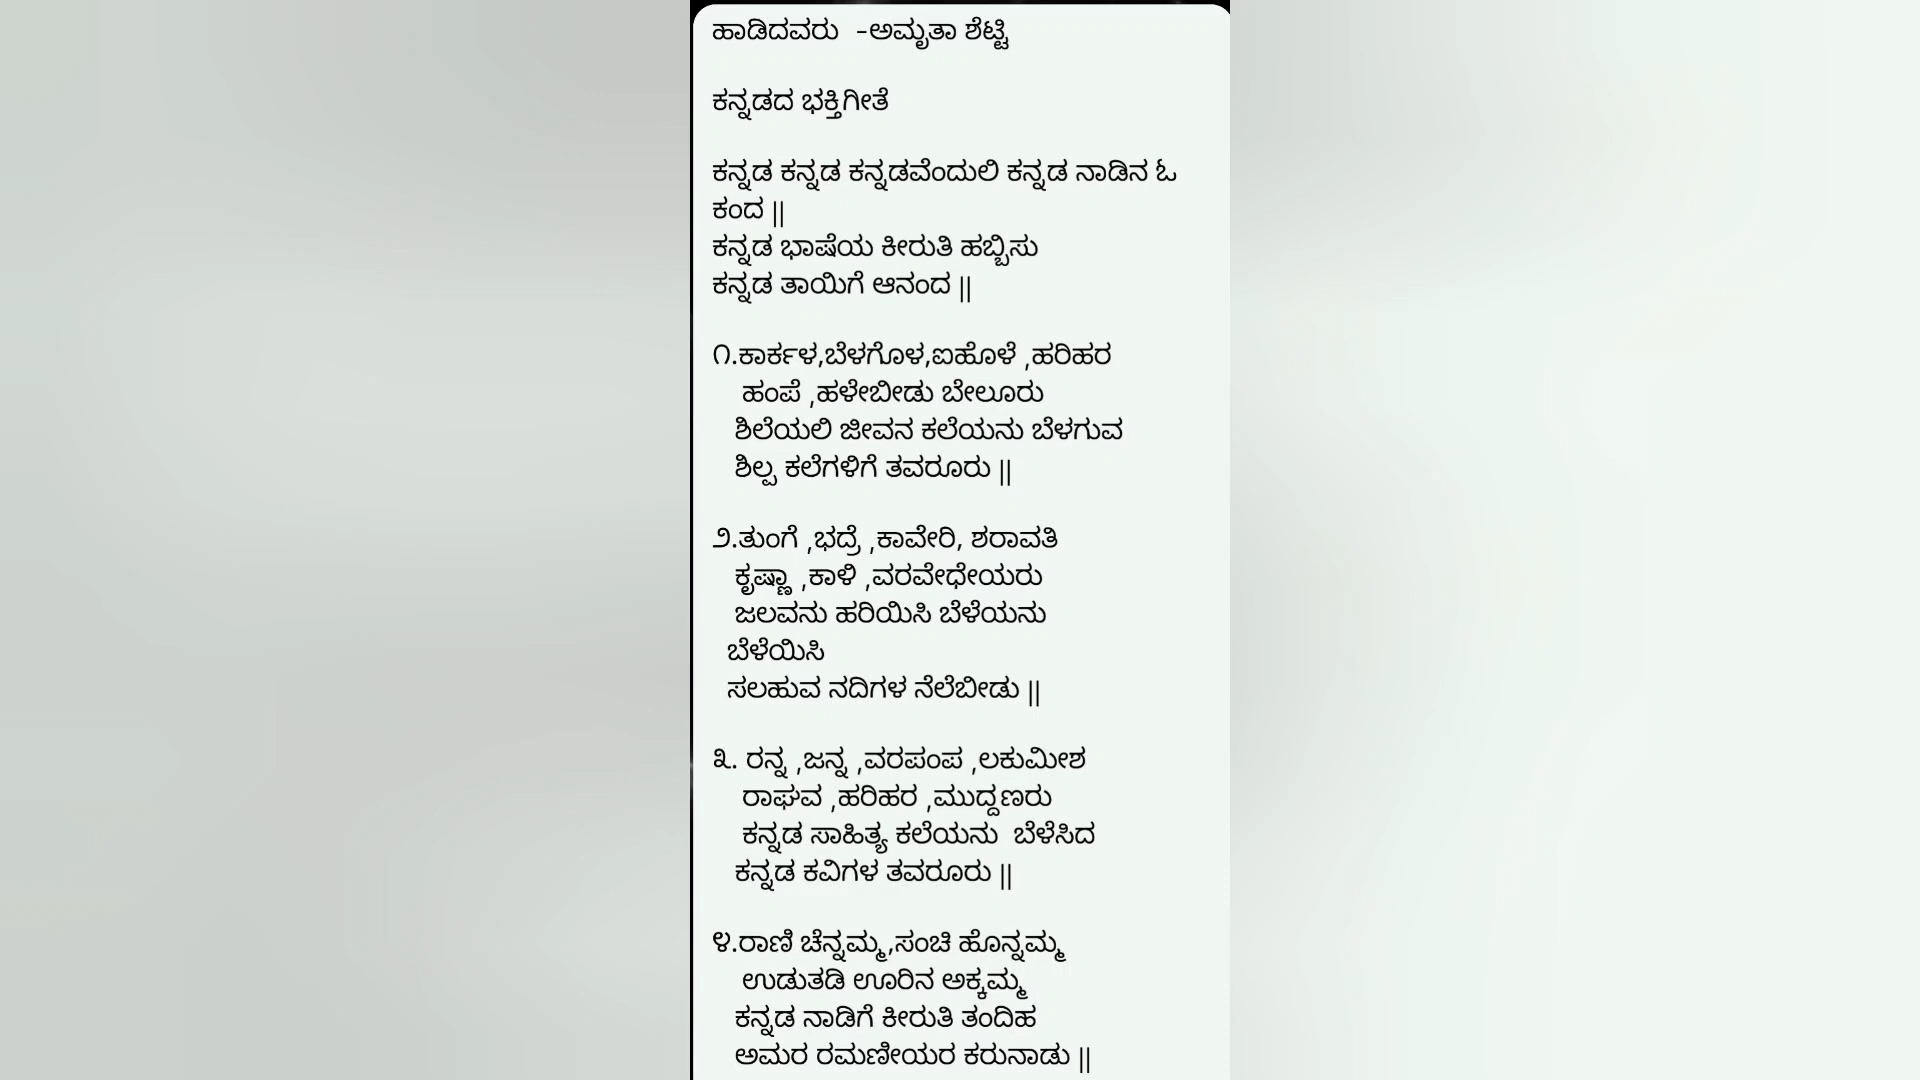 ಹಾಡಿದವರು -ಅಮೃತಾ ಶೆಟ್ಟಿ
ಕನ್ನಡದ ಭಕ್ತಿಗೀತೆ
ಕನ್ನಡ ಕನ್ನಡ ಕನ್ನಡವೆಂದುಲಿ ಕನ್ನಡ ನಾಡಿನ ಓ
ಕಂದ ||
ಕನ್ನಡ ಭಾಷೆಯ ಕೀರುತಿ ಹಬ್ಬಿಸು
ಕನ್ನಡ ತಾಯಿಗೆ ಆನಂದ ||
೧.ಕಾರ್ಕಳ,ಬೆಳಗೊಳ,ಐಹೊಳೆ ,ಹರಿಹರ
ಹಂಪೆ ,ಹಳೇಬೀಡು ಬೇಲೂರು
ಶಿಲೆಯಲಿ ಜೀವನ ಕಲೆಯನು ಬೆಳಗುವ
ಶಿಲ್ಪ ಕಲೆಗಳಿಗೆ ತವರೂರು ||
೨.ತುಂಗೆ ,ಭದ್ರೆ ,ಕಾವೇರಿ, ಶರಾವತಿ
ಕೃಷ್ಣಾ ,ಕಾಳಿ ,ವರವೇಧೇಯರು
ಜಲವನು ಹರಿಯಿಸಿ ಬೆಳೆಯನು
ಬೆಳೆಯಿಸಿ
ಸಲಹುವ ನದಿಗಳ ನೆಲೆಬೀಡು ||
೩. ರನ್ನ ,ಜನ್ನ ,ವರಪಂಪ ,ಲಕುಮೀಶ
ರಾಘವ ,ಹರಿಹರ ,ಮುದ್ದಣರು
ಕನ್ನಡ ಸಾಹಿತ್ಯ ಕಲೆಯನು ಬೆಳೆಸಿದ
ಕನ್ನಡ ಕವಿಗಳ ತವರೂರು ||
೪.ರಾಣಿ ಚೆನ್ನಮ್ಮ,ಸಂಚಿ ಹೊನ್ನಮ್ಮ
ಉಡುತಡಿ ಊರಿನ ಅಕ್ಕಮ್ಮ
ಕನ್ನಡ ನಾಡಿಗೆ ಕೀರುತಿ ತಂದಿಹ
ಅಮರ ರಮಣೀಯರ ಕರುನಾಡು ||